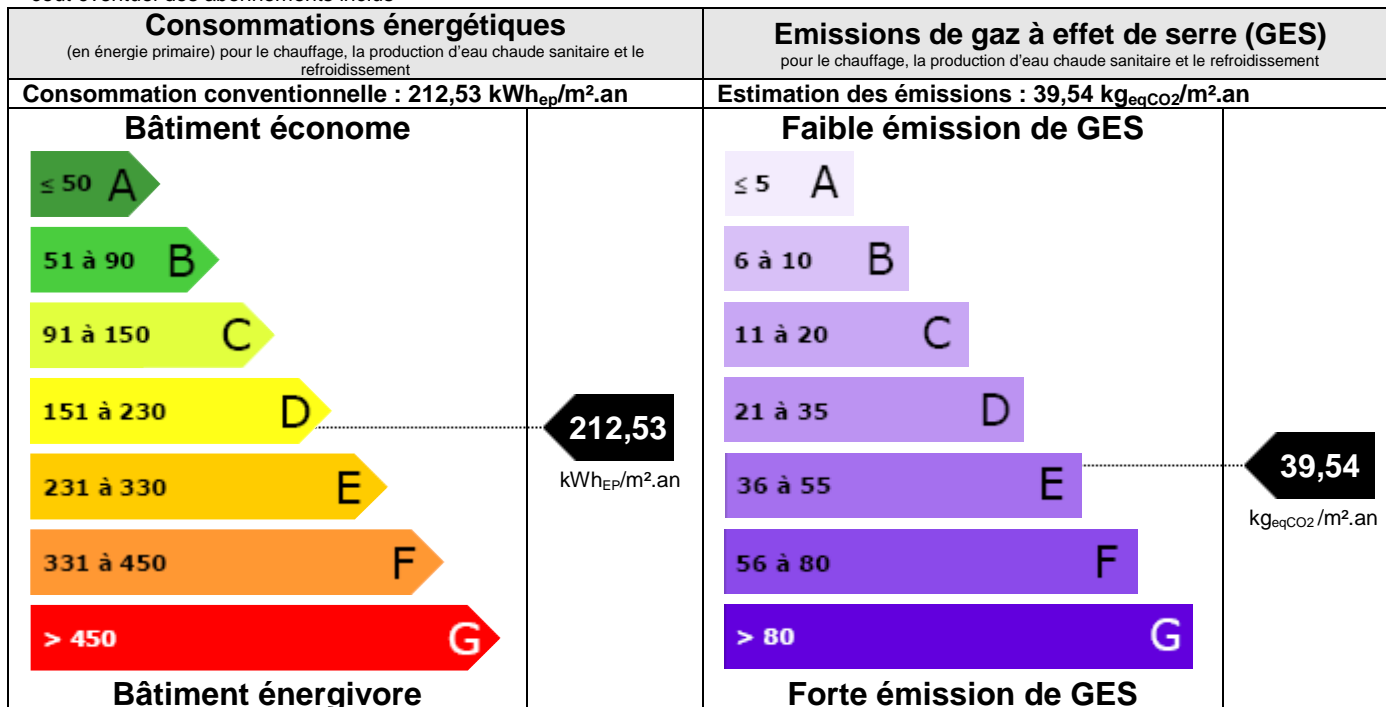 coût éventuel des abonnements inclus
Consommations énergétiques
(en énergie primaire) pour le chauffage, la production d'eau chaude sanitaire et le
refroidissement
Consommation conventionnelle : 212,53 kWhep/m².an
Bâtiment économe
≤ 50 A
51 à 90 B
91 à 150 C
151 à 230 D
231 à 330 E
331 à 450 F
> 450 G
212,53
kWhEP/m².an
Bâtiment énergivore
Emissions de gaz à effet de serre (GES)
pour le chauffage, la production d'eau chaude sanitaire et le refroidissement
Estimation des émissions : 39,54 kgeqCO2/m².an
Faible émission de GES
≤ 5 A
6 à 10 B
11 à 20 C
21 à 35 D
36 à 55 E
56 à 80 F
> 80 G
39,54
kgeqCO2/m².an
Forte émission de GES